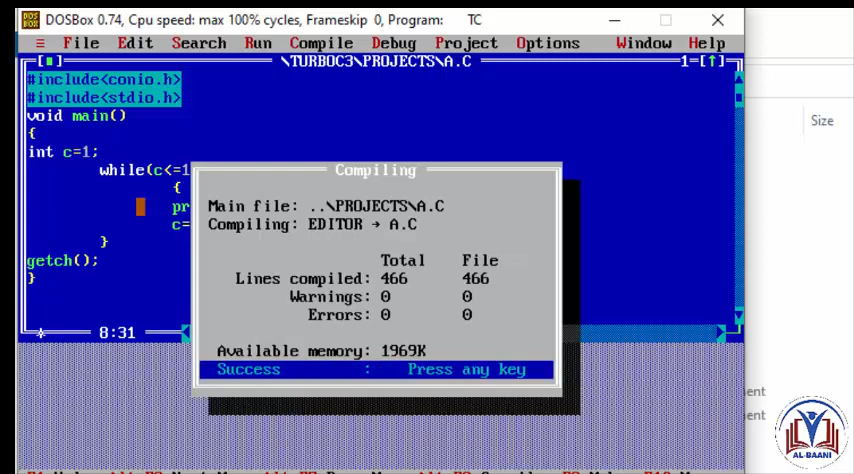 DOSBox 0.74, Cpu speed: max 100% cycles, Frameskip 0, Program: TC
≡ File Edit Search Run Compile Debug Project Options Window Help
[■] \TURBOC3\PROJECTS\A.C 1=[↑]
#include<conio.h>
#include<stdio.h>
void main()
{
int c=1;
while(c<=1
{
pr
c=
}
getch();
}
8:31
Compiling
Main file: ..\PROJECTS\A.C
Compiling: EDITOR → A.C
Total File
Lines compiled: 466 466
Warnings: 0 0
Errors: 0 0
Available memory: 1969K
Success : Press any key
Size
ent
ent
AL-BAANI